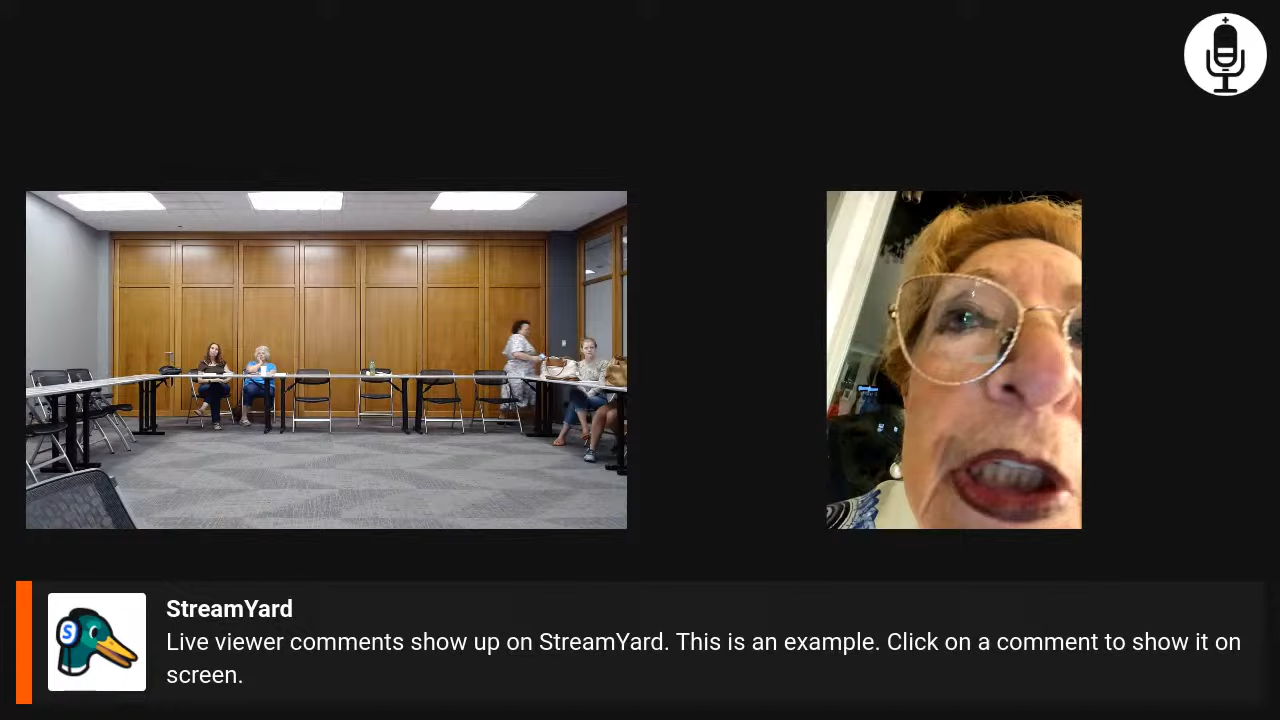 StreamYard
Live viewer comments show up on StreamYard. This is an example. Click on a comment to show it on
screen.
S